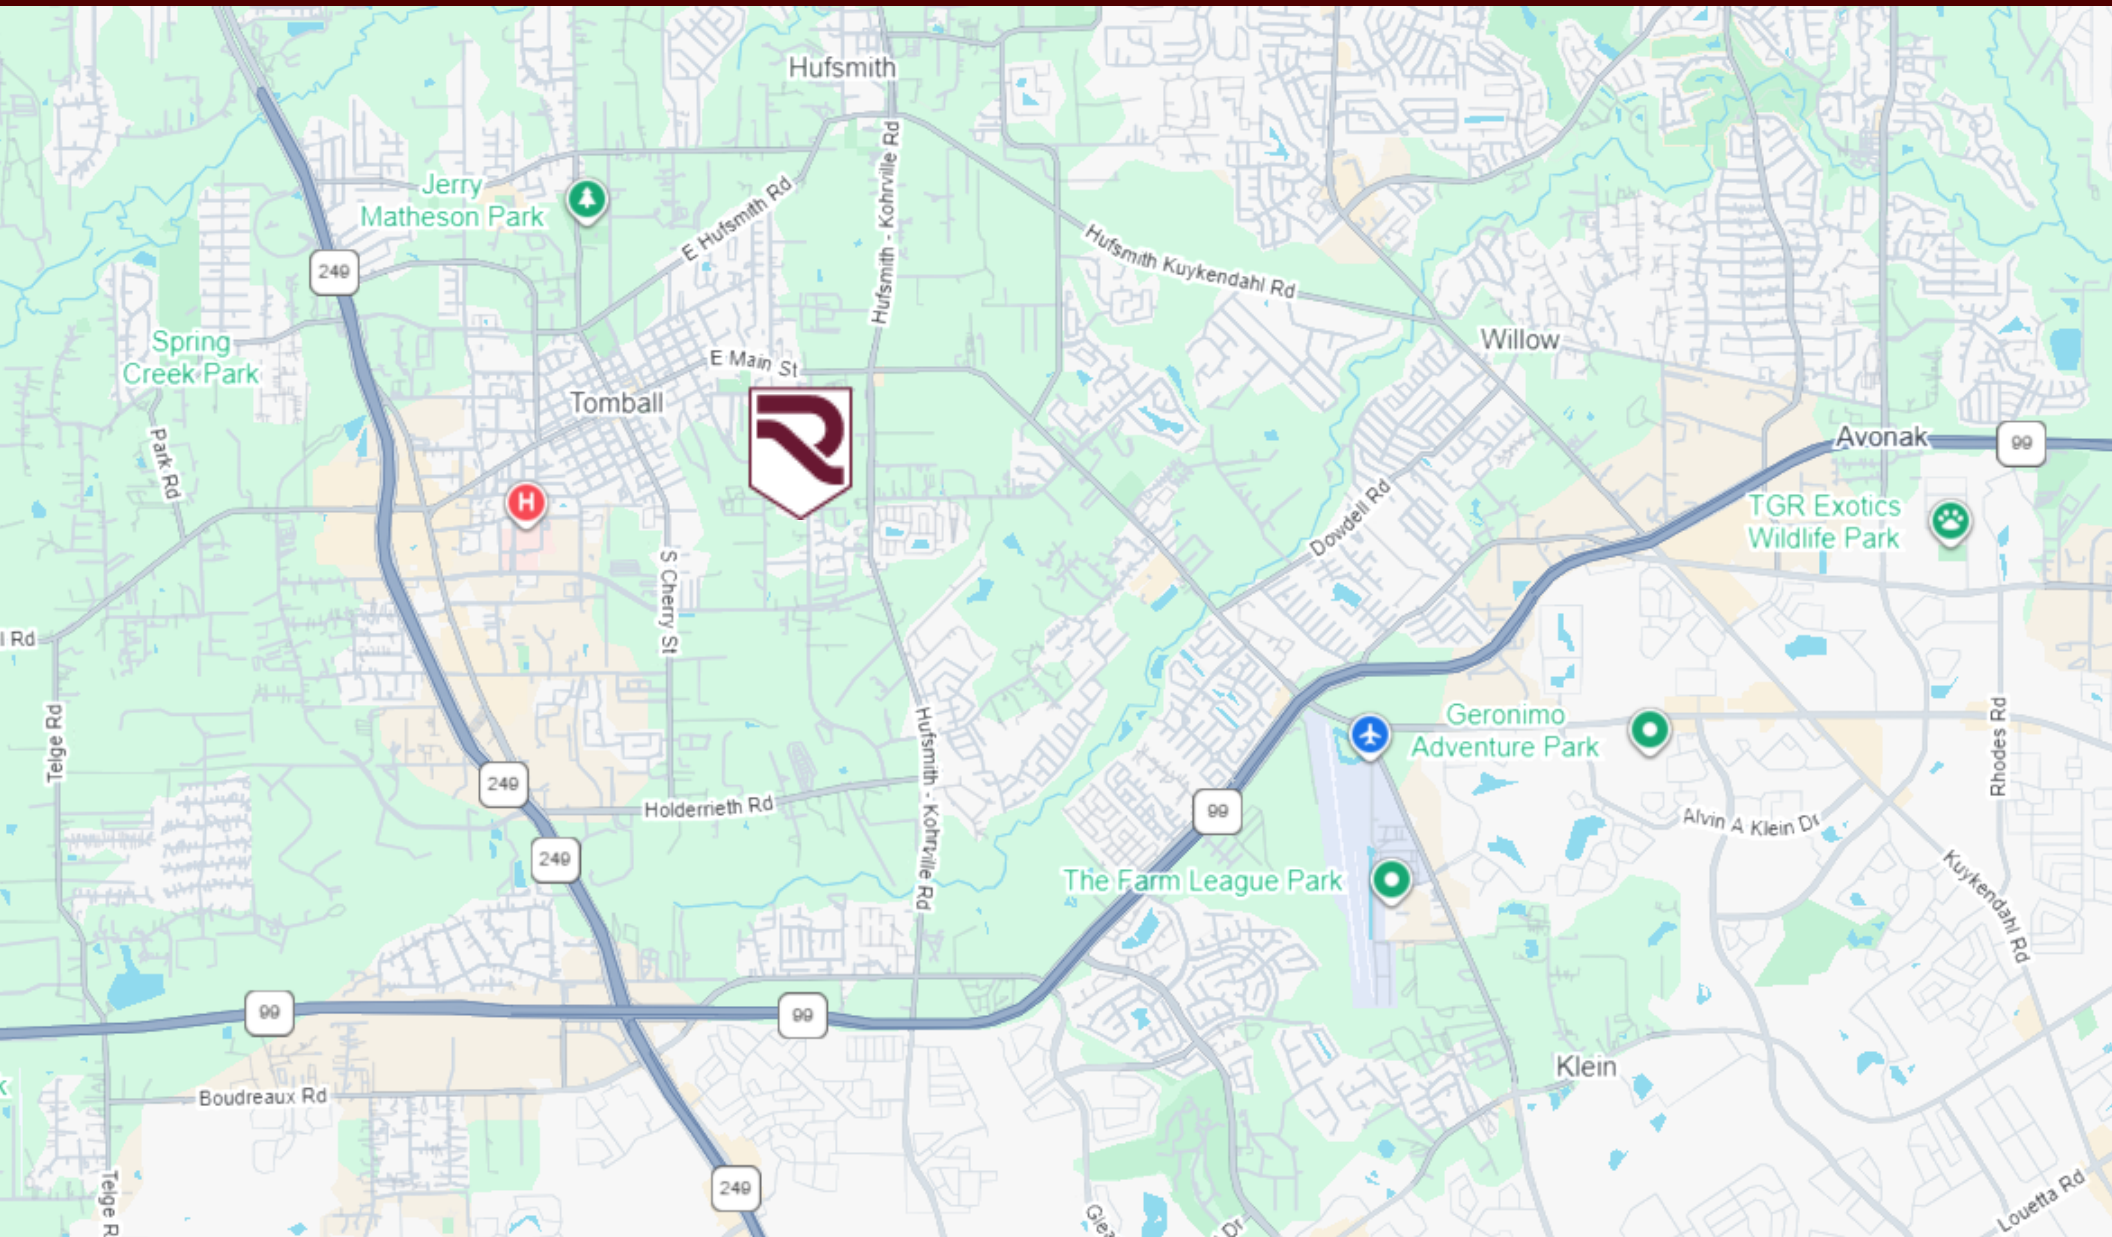 Hufsmith
Jerry
Matheson Park
E Hufsmith Rd
Hufsmith - Kohrville Rd
Hufsmith Kuykendahl Rd
249
Spring
Creek Park
Willow
E Main St
Tomball
Avonak
99
Park Rd
H
Dowdell Rd
TGR Exotics
Wildlife Park
S Cherry St
l Rd
Telge Rd
Hufsmith - Kohrville Rd
Geronimo
Adventure Park
Rhodes Rd
249
Holderrieth Rd
99
Alvin A Klein Dr
249
The Farm League Park
Kuykendahl Rd
99
99
Klein
Boudreaux Rd
Telge R
249
Glea
Dr
Louetta Rd